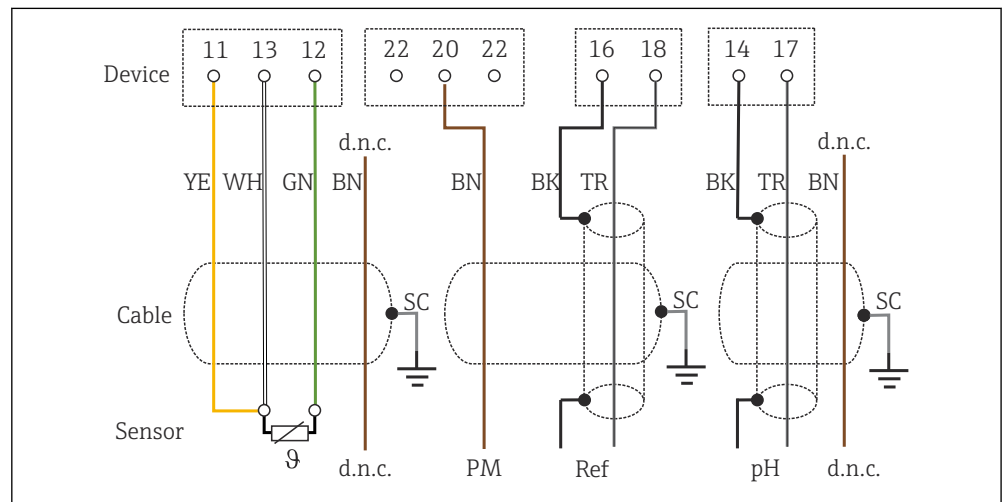 11 13 12 22 20 22 16 18 14 17
Device
d.n.c. d.n.c.
YE WH GN BN BN BK TR BK TR BN
Cable SC SC SC
Sensor
ϑ d.n.c. PM Ref pH d.n.c.